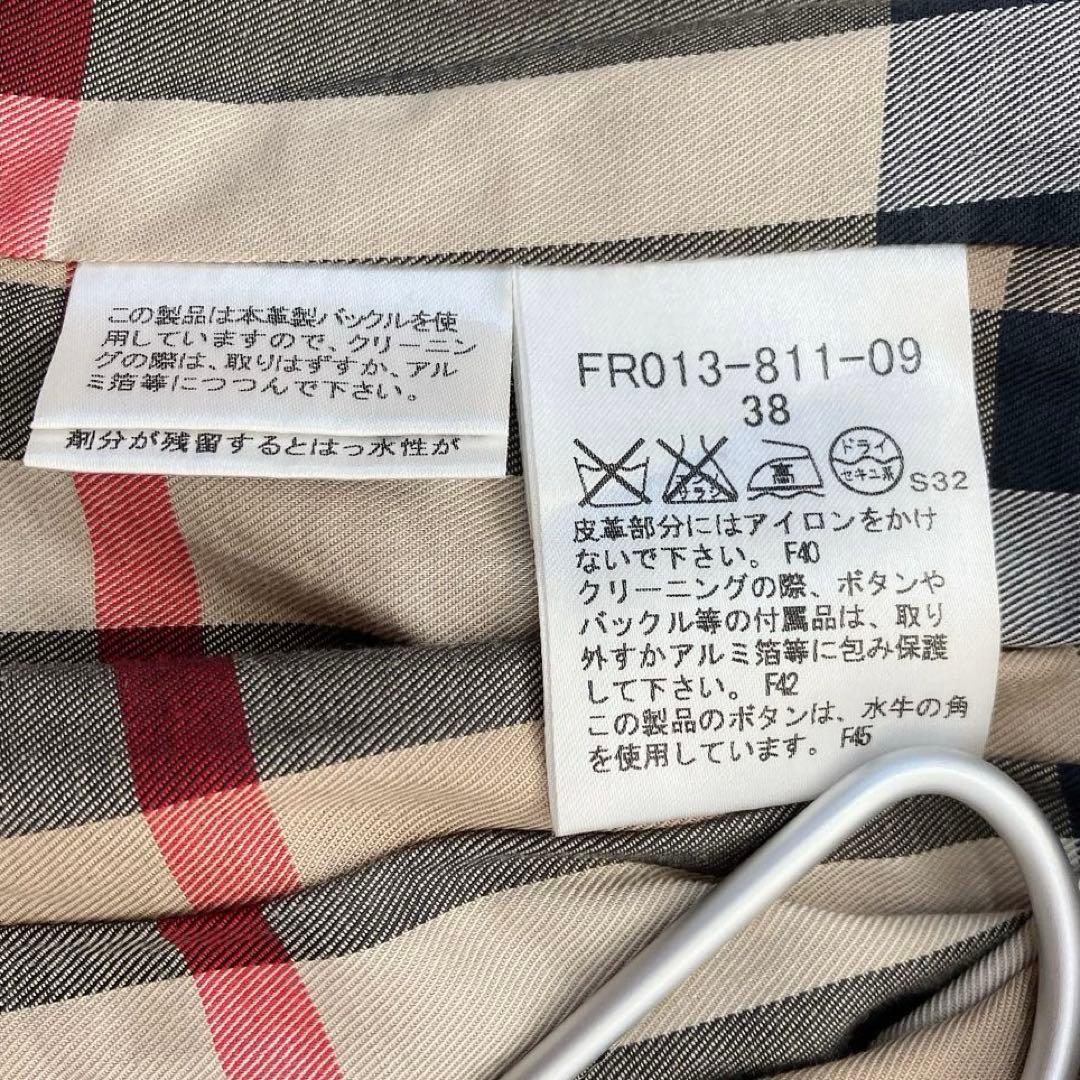 この製品は本革製バックルを使
用していますので、クリーニン
グの際は、取りはずすか、アル
ミ箔等につつんで下さい。
剤分が残留するとはっ水性が
FR013-811-09
38
エンソ
サラシ
高
ドライ
セキユ系
S32
皮革部分にはアイロンをかけ
ないで下さい。 F40
クリーニングの際、ボタンや
バックル等の付属品は、取り
外すかアルミ箔等に包み保護
して下さい。 F42
この製品のボタンは、水牛の角
を使用しています。 F45